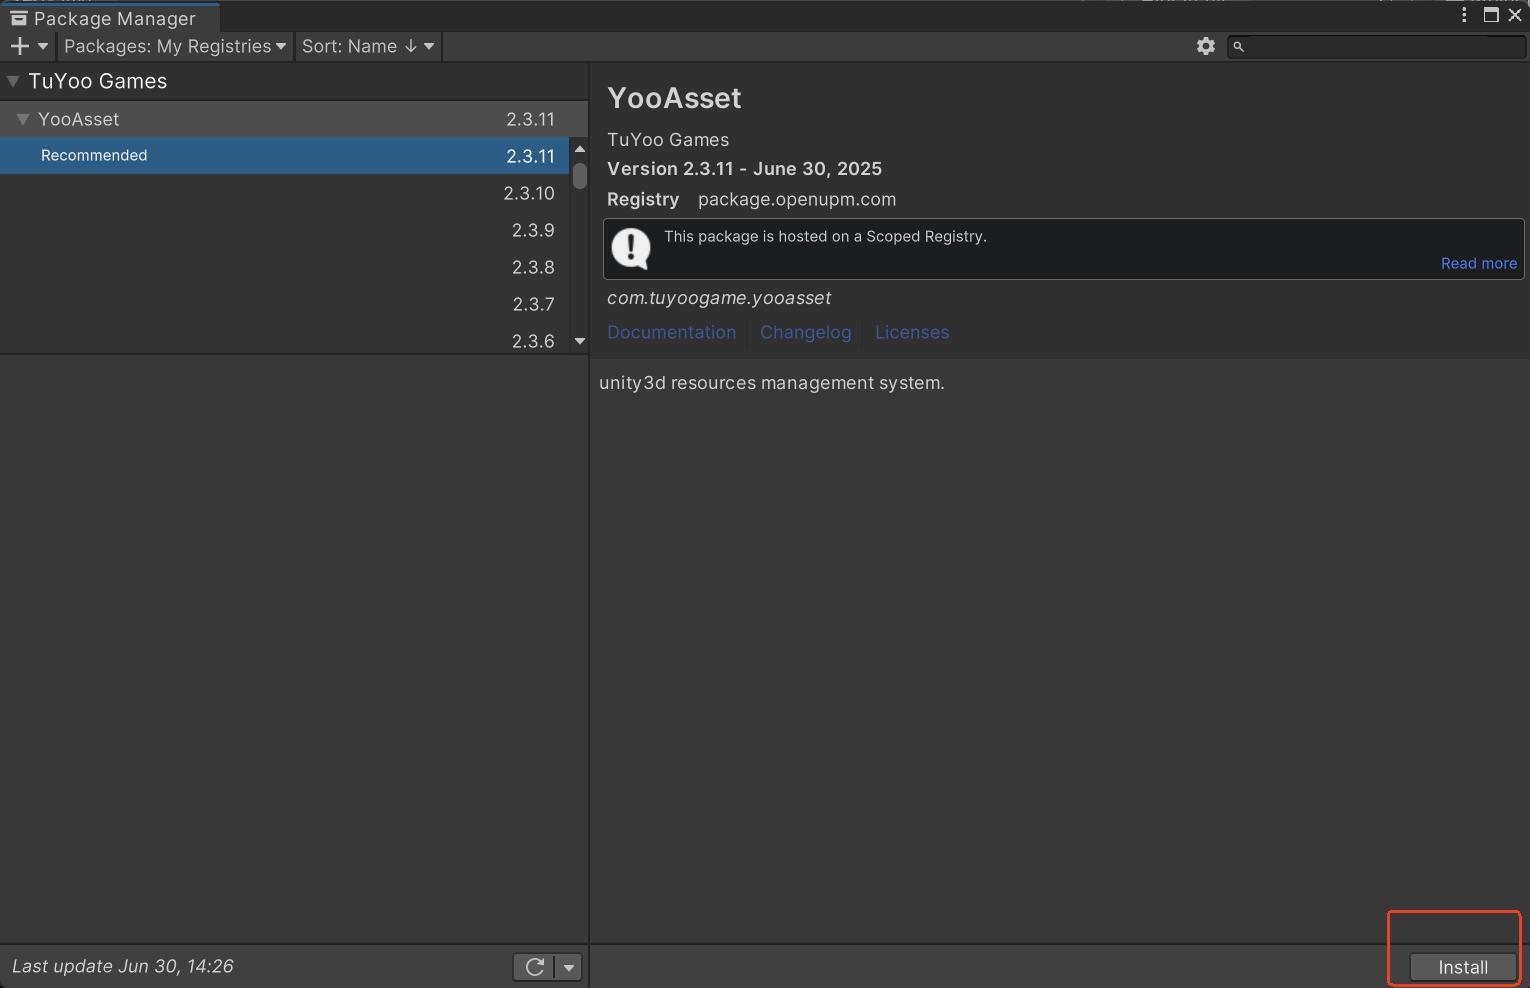 Package Manager
Packages: My Registries
Sort: Name ↓
TuYoo Games
YooAsset 2.3.11
Recommended 2.3.11
2.3.10
2.3.9
2.3.8
2.3.7
2.3.6
Last update Jun 30, 14:26
YooAsset
TuYoo Games
Version 2.3.11 - June 30, 2025
Registry package.openupm.com
This package is hosted on a Scoped Registry.
Read more
com.tuyoogame.yooasset
Documentation Changelog Licenses
unity3d resources management system.
Install